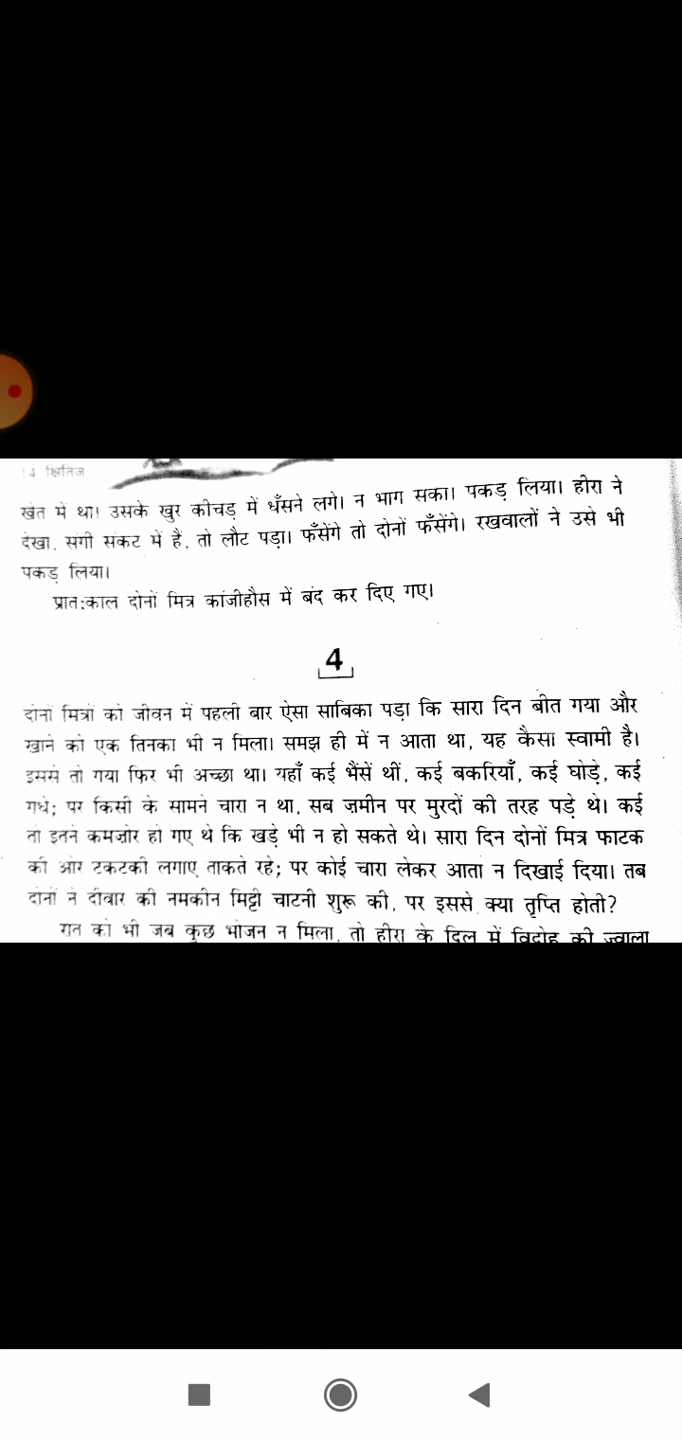 14 क्षितिज
खेत में था। उसके खुर कीचड़ में धँसने लगे। न भाग सका। पकड़ लिया। हीरा ने
देखा, संगी संकट में हैं, तो लौट पड़ा। फँसेंगे तो दोनों फँसेंगे। रखवालों ने उसे भी
पकड़ लिया।
प्रात:काल दोनों मित्र कांजीहौस में बंद कर दिए गए।
4
दोनों मित्रों को जीवन में पहली बार ऐसा साबिका पड़ा कि सारा दिन बीत गया और
खाने को एक तिनका भी न मिला। समझ ही में न आता था, यह कैसा स्वामी है।
इससे तो गया फिर भी अच्छा था। यहाँ कई भैंसें थीं, कई बकरियाँ, कई घोड़े, कई
गधे; पर किसी के सामने चारा न था, सब ज़मीन पर मुरदों की तरह पड़े थे। कई
तो इतने कमज़ोर हो गए थे कि खड़े भी न हो सकते थे। सारा दिन दोनों मित्र फाटक
की ओर टकटकी लगाए ताकते रहे; पर कोई चारा लेकर आता न दिखाई दिया। तब
दोनों ने दीवार की नमकीन मिट्टी चाटनी शुरू की, पर इससे क्या तृप्ति होती?
रात को भी जब कुछ भोजन न मिला, तो हीरा के दिल में विद्रोह की ज्वाला